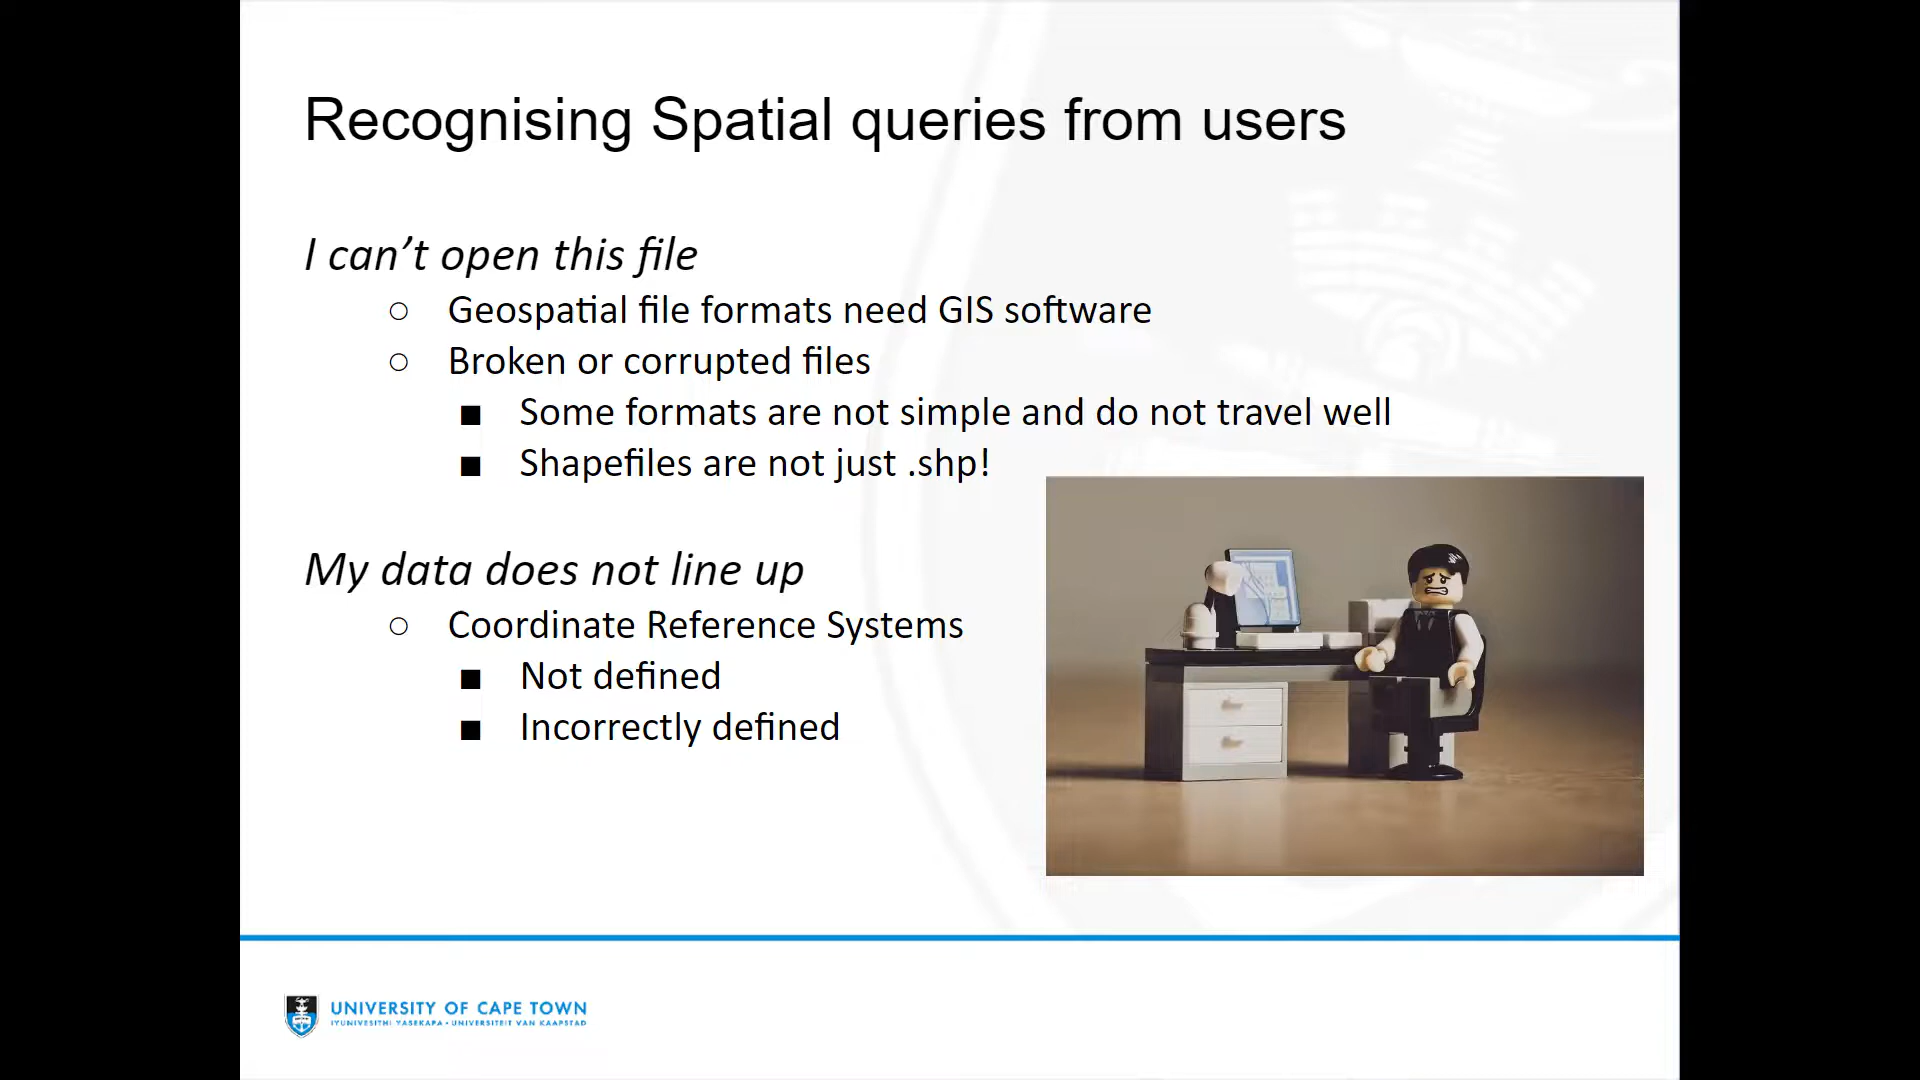 Recognising Spatial queries from users
I can’t open this file
○ Geospatial file formats need GIS software
○ Broken or corrupted files
■ Some formats are not simple and do not travel well
■ Shapefiles are not just .shp!
My data does not line up
○ Coordinate Reference Systems
■ Not defined
■ Incorrectly defined
UNIVERSITY OF CAPE TOWN
IYUNIVESITHI YASEKAPA • UNIVERSITEIT VAN KAAPSTAD